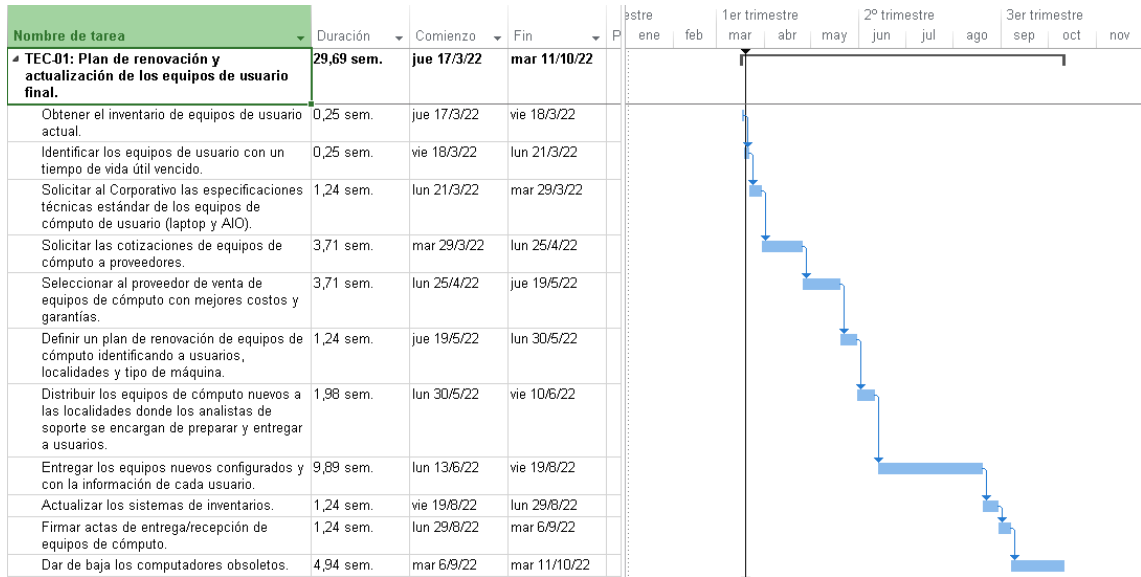 estre 1er trimestre 2º trimestre 3er trimestre
Nombre de tarea Duración Comienzo Fin P ene feb mar abr may jun jul ago sep oct nov
TEC-01: Plan de renovación y 29,69 sem. jue 17/3/22 mar 11/10/22
actualización de los equipos de usuario
final.
Obtener el inventario de equipos de usuario 0,25 sem. jue 17/3/22 vie 18/3/22
actual.
Identificar los equipos de usuario con un 0,25 sem. vie 18/3/22 lun 21/3/22
tiempo de vida útil vencido.
Solicitar al Corporativo las especificaciones 1,24 sem. lun 21/3/22 mar 29/3/22
técnicas estándar de los equipos de
cómputo de usuario (laptop y AIO).
Solicitar las cotizaciones de equipos de 3,71 sem. mar 29/3/22 lun 25/4/22
cómputo a proveedores.
Seleccionar al proveedor de venta de 3,71 sem. lun 25/4/22 jue 19/5/22
equipos de cómputo con mejores costos y
garantías.
Definir un plan de renovación de equipos de 1,24 sem. jue 19/5/22 lun 30/5/22
cómputo identificando a usuarios,
localidades y tipo de máquina.
Distribuir los equipos de cómputo nuevos a 1,98 sem. lun 30/5/22 vie 10/6/22
las localidades donde los analistas de
soporte se encargan de preparar y entregar
a usuarios.
Entregar los equipos nuevos configurados y 9,89 sem. lun 13/6/22 vie 19/8/22
con la información de cada usuario.
Actualizar los sistemas de inventarios. 1,24 sem. vie 19/8/22 lun 29/8/22
Firmar actas de entrega/recepción de 1,24 sem. lun 29/8/22 mar 6/9/22
equipos de cómputo.
Dar de baja los computadores obsoletos. 4,94 sem. mar 6/9/22 mar 11/10/22